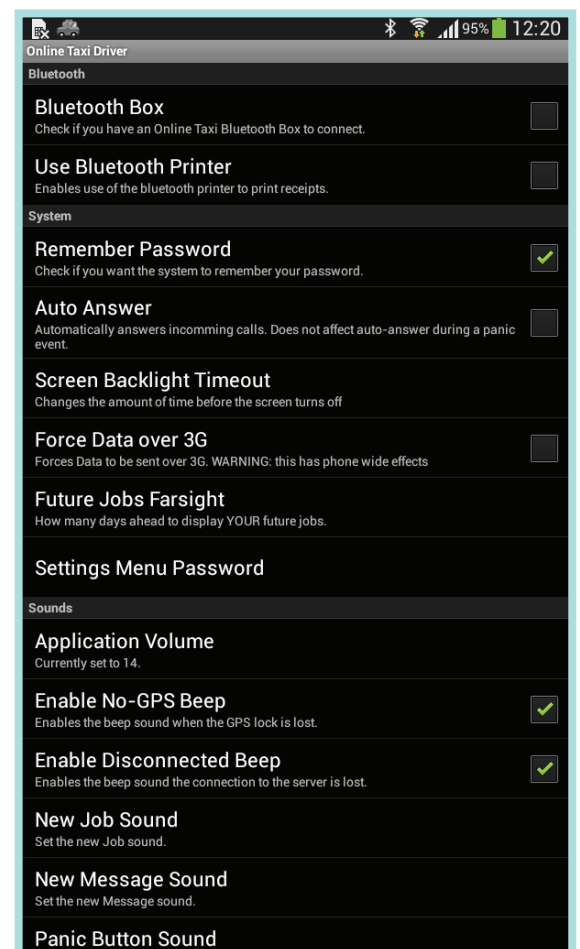 95% 12:20
Online Taxi Driver
Bluetooth
Bluetooth Box
Check if you have an Online Taxi Bluetooth Box to connect.
Use Bluetooth Printer
Enables use of the bluetooth printer to print receipts.
System
Remember Password
Check if you want the system to remember your password.
Auto Answer
Automatically answers incomming calls. Does not affect auto-answer during a panic
event.
Screen Backlight Timeout
Changes the amount of time before the screen turns off
Force Data over 3G
Forces Data to be sent over 3G. WARNING: this has phone wide effects
Future Jobs Farsight
How many days ahead to display YOUR future jobs.
Settings Menu Password
Sounds
Application Volume
Currently set to 14.
Enable No-GPS Beep
Enables the beep sound when the GPS lock is lost.
Enable Disconnected Beep
Enables the beep sound the connection to the server is lost.
New Job Sound
Set the new Job sound.
New Message Sound
Set the new Message sound.
Panic Button Sound